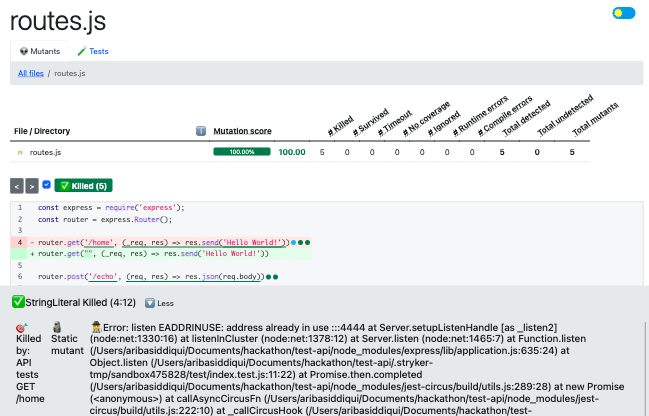 routes.js
Mutants Tests
All files / routes.js
File / Directory Mutation score # Killed # Survived # Timeout # No coverage # Ignored # Runtime errors # Compile errors Total detected Total undetected Total mutants
JS routes.js 100.00% 100.00 5 0 0 0 0 0 0 5 0 5
< > Killed (5)
1 const express = require('express');
2 const router = express.Router();
3
4 - router.get('/home', (_req, res) => res.send('Hello World!'))
+ router.get("", (_req, res) => res.send('Hello World!'))
5
6 router.post('/echo', (req, res) => res.json(req.body))
StringLiteral Killed (4:12) Less
Killed by: API tests GET /home
Static mutant
Error: listen EADDRINUSE: address already in use :::4444 at Server.setupListenHandle [as _listen2]
(node:net:1330:16) at listenInCluster (node:net:1378:12) at Server.listen (node:net:1465:7) at Function.listen
(/Users/aribasiddiqui/Documents/hackathon/test-api/node_modules/express/lib/application.js:635:24) at
Object.listen (/Users/aribasiddiqui/Documents/hackathon/test-api/.stryker-
tmp/sandbox475828/test/index.test.js:11:22) at Promise.then.completed
(/Users/aribasiddiqui/Documents/hackathon/test-api/node_modules/jest-circus/build/utils.js:289:28) at new Promise
(<anonymous>) at callAsyncCircusFn (/Users/aribasiddiqui/Documents/hackathon/test-api/node_modules/jest-
circus/build/utils.js:222:10) at _callCircusHook (/Users/aribasiddiqui/Documents/hackathon/test-